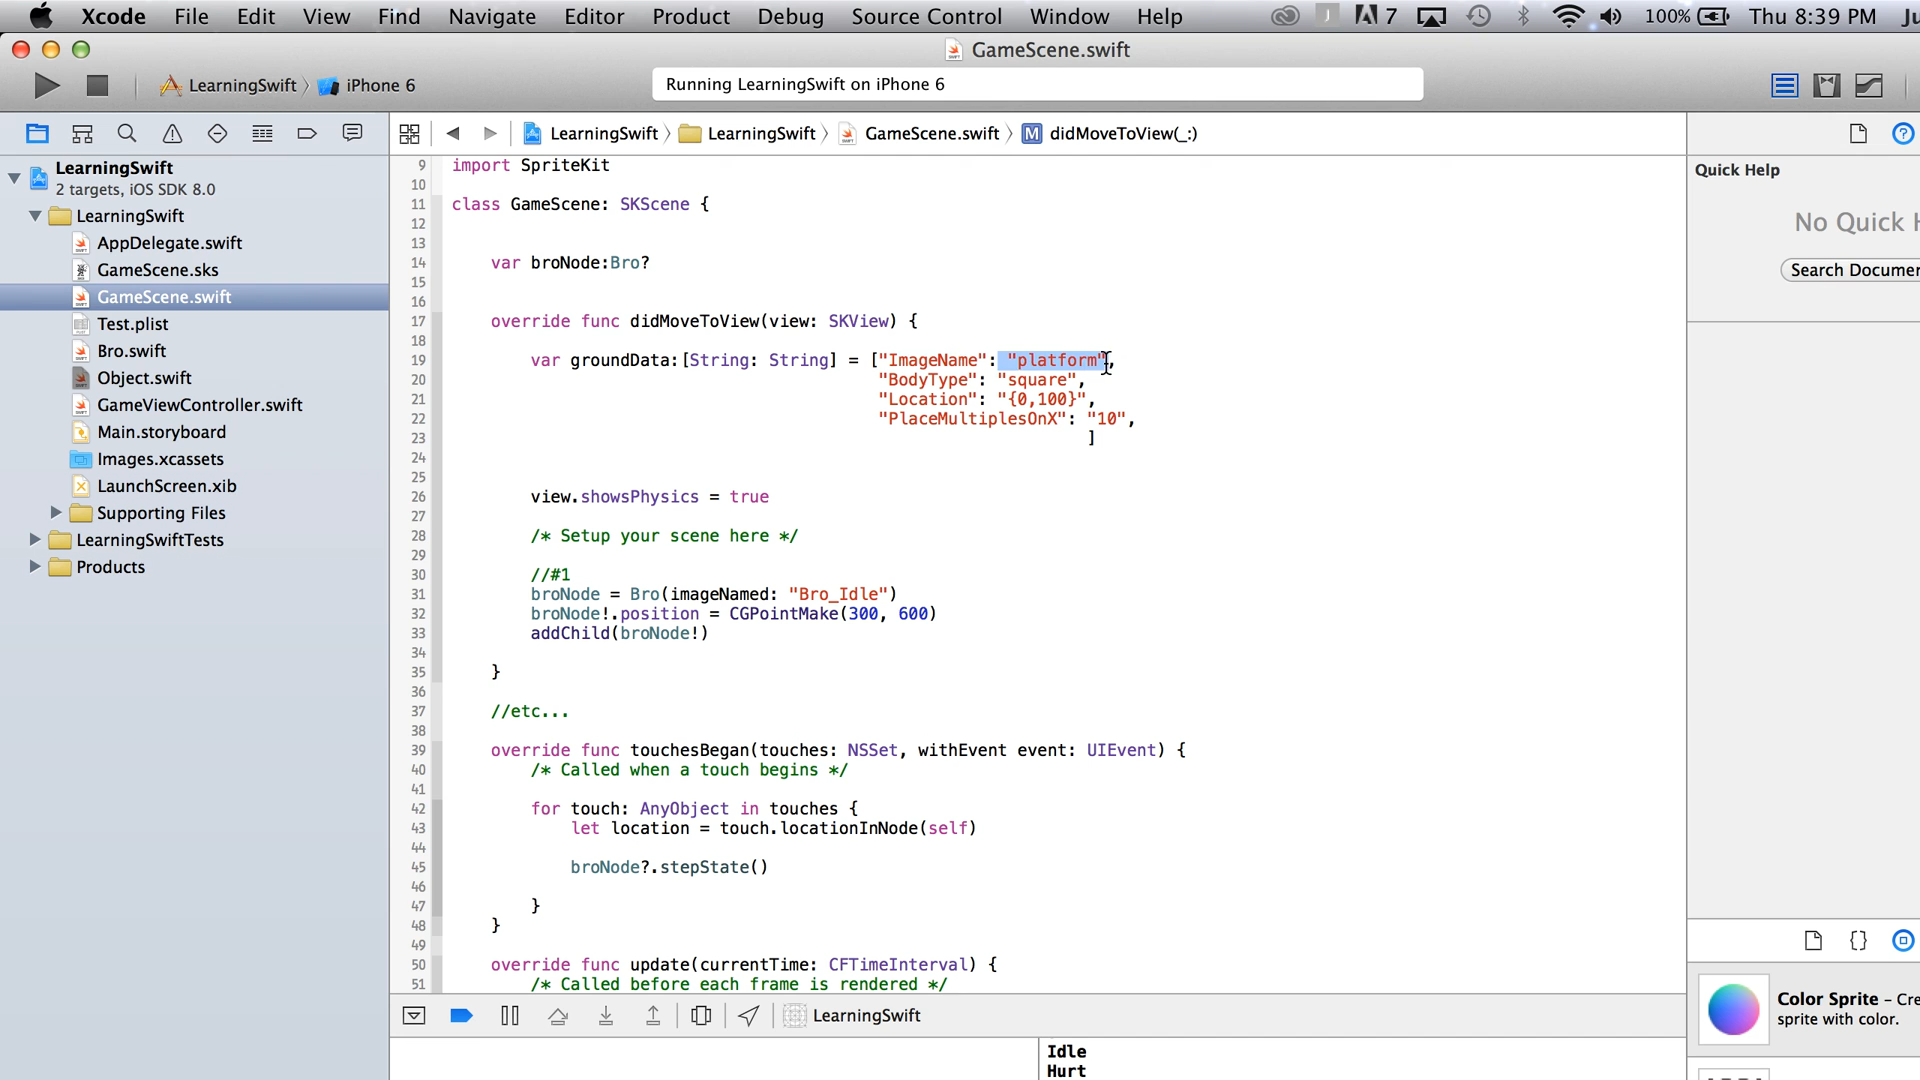 Xcode File Edit View Find Navigate Editor Product Debug Source Control Window Help 7 100% Thu 8:39 PM
GameScene.swift
LearningSwift iPhone 6 Running LearningSwift on iPhone 6
LearningSwift LearningSwift GameScene.swift M didMoveToView(_:)
LearningSwift
2 targets, iOS SDK 8.0
LearningSwift
AppDelegate.swift
GameScene.sks
GameScene.swift
Test.plist
Bro.swift
Object.swift
GameViewController.swift
Main.storyboard
Images.xcassets
LaunchScreen.xib
Supporting Files
LearningSwiftTests
Products
9 import SpriteKit
10
11 class GameScene: SKScene {
12
13
14 var broNode:Bro?
15
16
17 override func didMoveToView(view: SKView) {
18
19 var groundData:[String: String] = ["ImageName": "platform",
20 "BodyType": "square",
21 "Location": "{0,100}",
22 "PlaceMultiplesOnX": "10",
23 ]
24
25
26 view.showsPhysics = true
27
28 /* Setup your scene here */
29
30 //#1
31 broNode = Bro(imageNamed: "Bro_Idle")
32 broNode!.position = CGPointMake(300, 600)
33 addChild(broNode!)
34
35 }
36
37 //etc...
38
39 override func touchesBegan(touches: NSSet, withEvent event: UIEvent) {
40 /* Called when a touch begins */
41
42 for touch: AnyObject in touches {
43 let location = touch.locationInNode(self)
44
45 broNode?.stepState()
46
47 }
48 }
49
50 override func update(currentTime: CFTimeInterval) {
51 /* Called before each frame is rendered */
LearningSwift
Idle
Hurt
Quick Help
No Quick H
Search Documen
{}
Color Sprite – Cre
sprite with color.